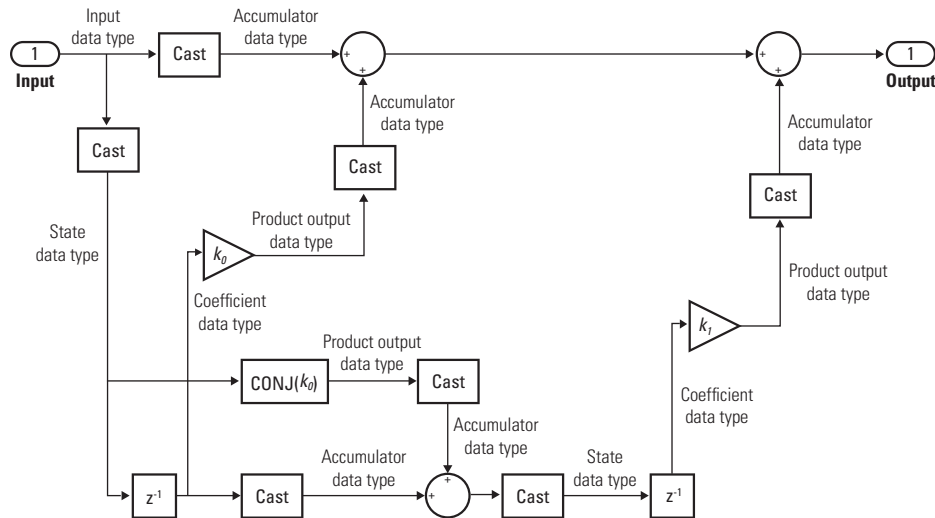 Input
data type
Accumulator
data type
1
Input
Cast
+
+
+
+
1
Output
Cast
Accumulator
data type
Cast
Accumulator
data type
Cast
State
data type
Product output
data type
k0
Coefficient
data type
Product output
data type
k1
Product output
data type
CONJ(k0)
Cast
Coefficient
data type
Accumulator
data type
Accumulator
data type
State
data type
z-1
Cast
+
+
Cast
z-1